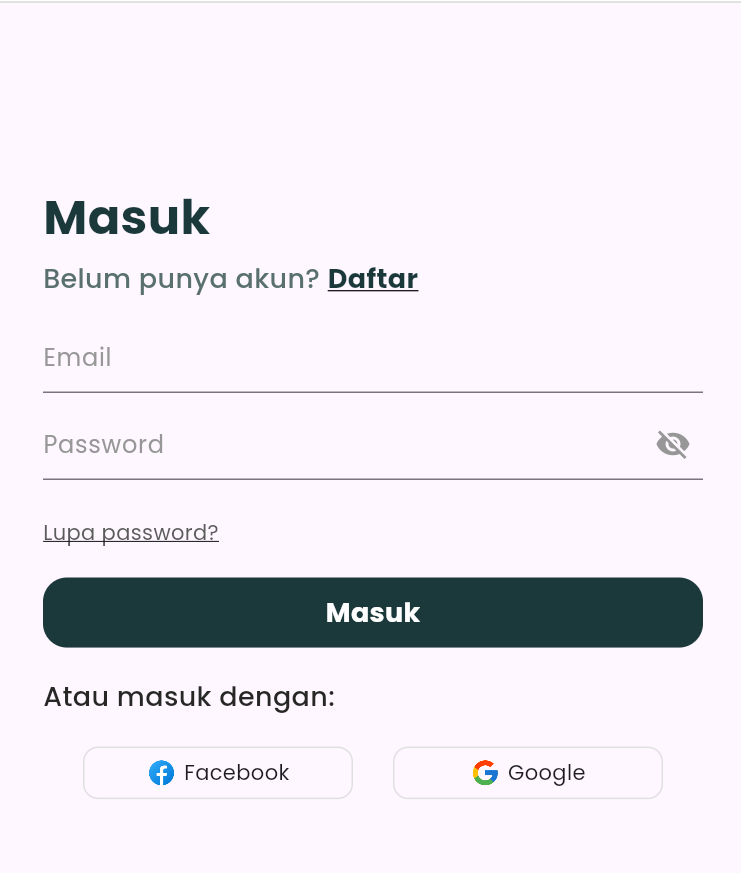 Masuk
Belum punya akun? Daftar
Email
Password
Lupa password?
Masuk
Atau masuk dengan:
Facebook
Google